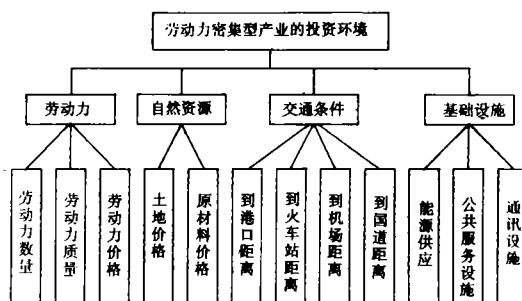 劳动力密集型产业的投资环境
劳动力
自然资源
交通条件
基础设施
劳动力数量
劳动力质量
劳动力价格
土地价格
原材料价格
到港口距离
到火车站距离
到机场距离
到国道距离
能源供应
公共服务设施
通讯设施